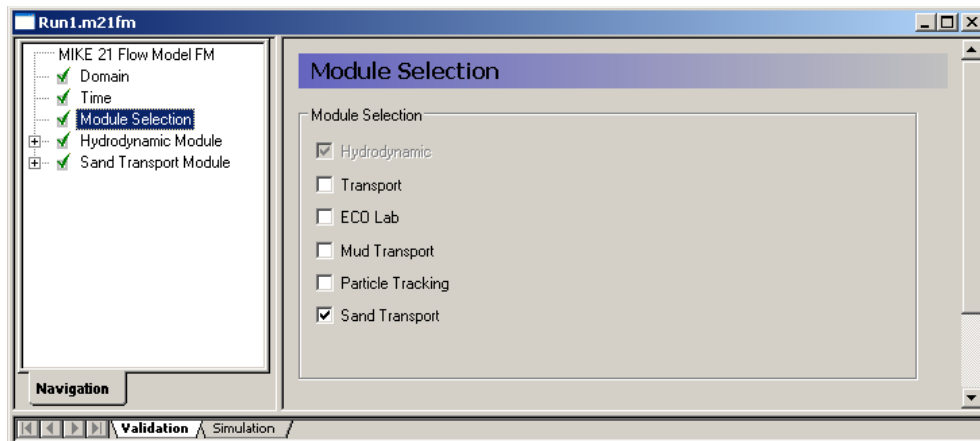 Run1.m21fm
MIKE 21 Flow Model FM
Domain
Time
Module Selection
Hydrodynamic Module
Sand Transport Module
Navigation
Module Selection
Module Selection
Hydrodynamic
Transport
ECO Lab
Mud Transport
Particle Tracking
Sand Transport
Validation
Simulation